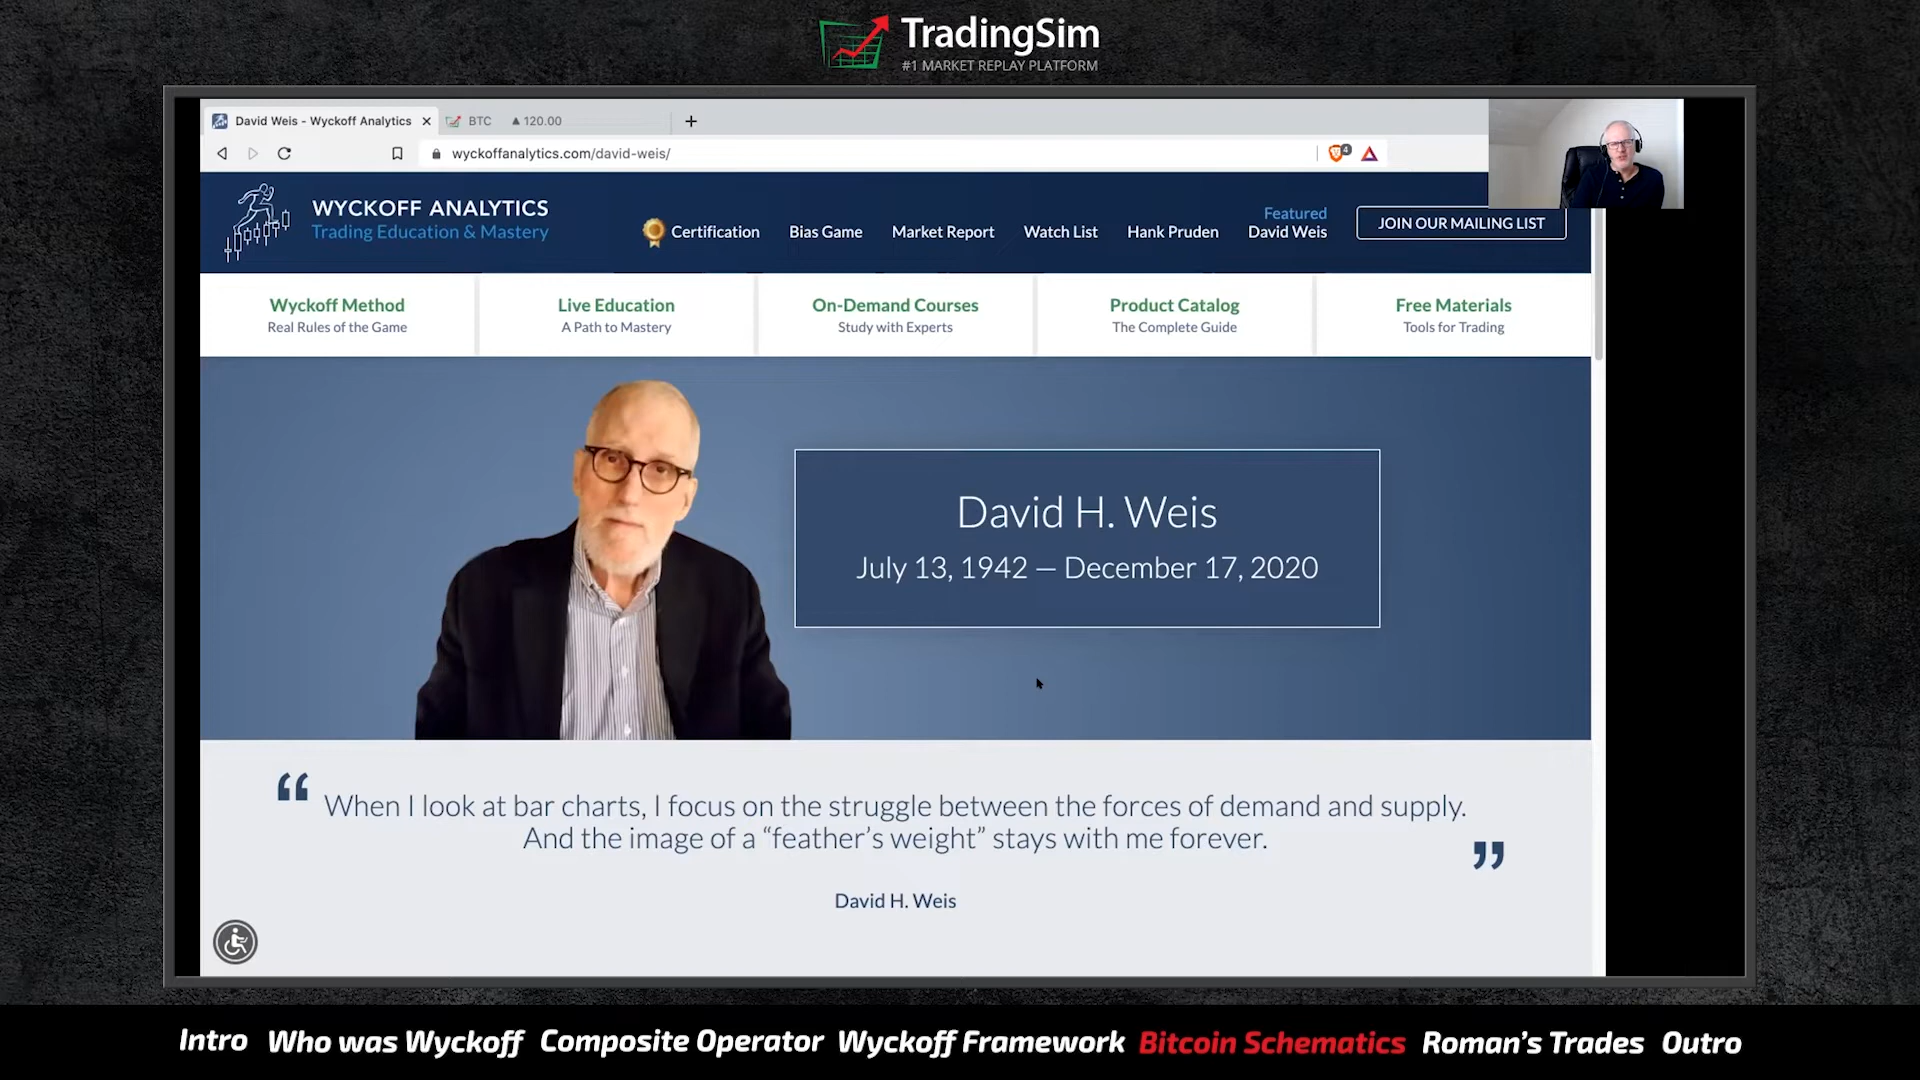 TradingSim
#1 MARKET REPLAY PLATFORM
David Weis - Wyckoff Analytics
BTC ▲120.00
wyckoffanalytics.com/david-weis/
4
WYCKOFF ANALYTICS
Trading Education & Mastery
Certification
Bias Game
Market Report
Watch List
Hank Pruden
Featured
David Weis
JOIN OUR MAILING LIST
Wyckoff Method
Real Rules of the Game
Live Education
A Path to Mastery
On-Demand Courses
Study with Experts
Product Catalog
The Complete Guide
Free Materials
Tools for Trading
David H. Weis
July 13, 1942 — December 17, 2020
“ When I look at bar charts, I focus on the struggle between the forces of demand and supply.
And the image of a “feather’s weight” stays with me forever. ”
David H. Weis
Intro Who was Wyckoff Composite Operator Wyckoff Framework Bitcoin Schematics Roman’s Trades Outro